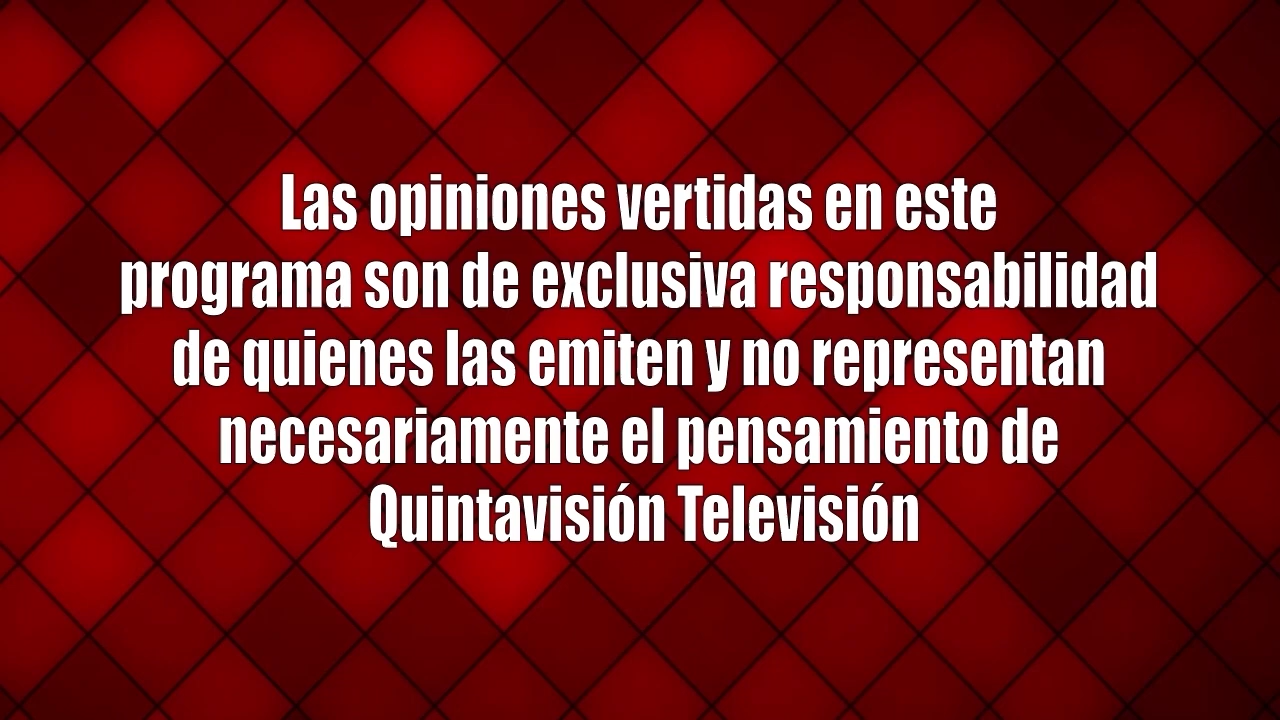 Las opiniones vertidas en este
programa son de exclusiva responsabilidad
de quienes las emiten y no representan
necesariamente el pensamiento de
Quintavisión Televisión